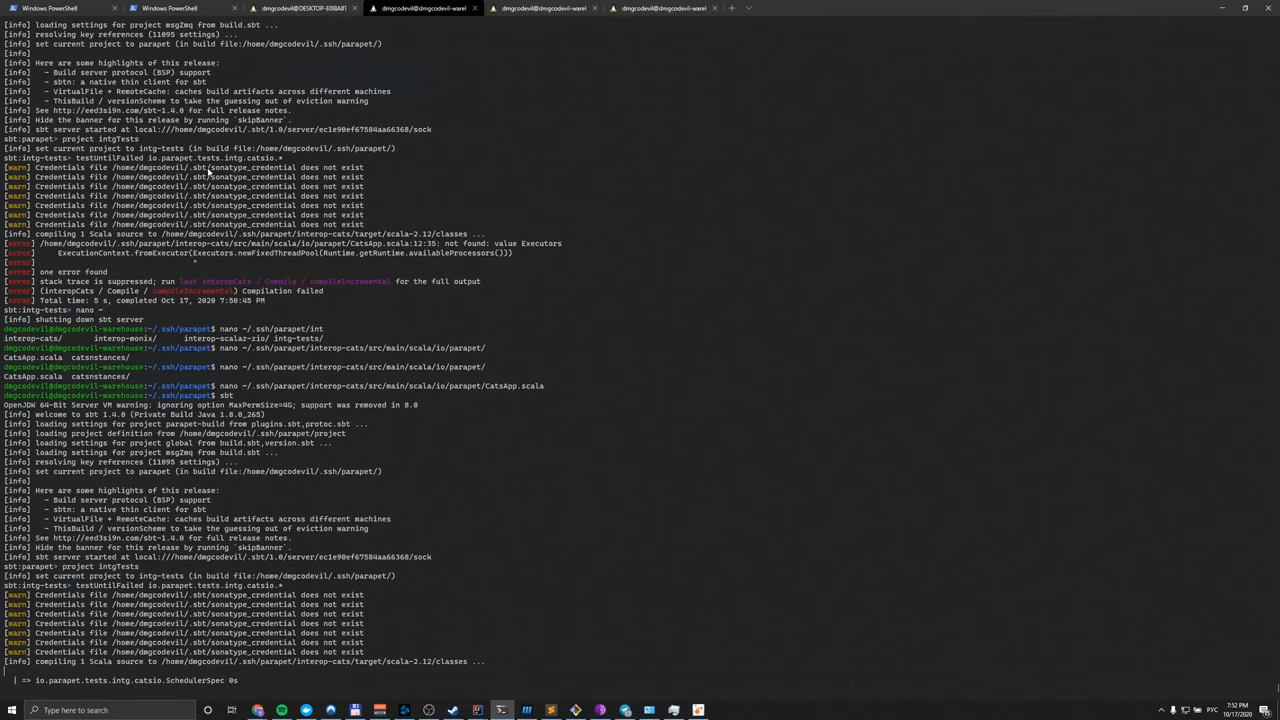 Windows PowerShell
Windows PowerShell
dmgcodevil@DESKTOP-E0I8A81
dmgcodevil@dmgcodevil-wareh
dmgcodevil@dmgcodevil-wareh
dmgcodevil@dmgcodevil-wareh
[info] loading settings for project msgZmq from build.sbt ...
[info] resolving key references (11095 settings) ...
[info] set current project to parapet (in build file:/home/dmgcodevil/.ssh/parapet/)
[info]
[info] Here are some highlights of this release:
[info]   - Build server protocol (BSP) support
[info]   - sbtn: a native thin client for sbt
[info]   - VirtualFile + RemoteCache: caches build artifacts across different machines
[info]   - ThisBuild / versionScheme to take the guessing out of eviction warning
[info] See http://eed3si9n.com/sbt-1.4.0 for full release notes.
[info] Hide the banner for this release by running `skipBanner`.
[info] sbt server started at local:///home/dmgcodevil/.sbt/1.0/server/ec1e90ef67584aa66368/sock
sbt:parapet> project intgTests
[info] set current project to intg-tests (in build file:/home/dmgcodevil/.ssh/parapet/)
sbt:intg-tests> testUntilFailed io.parapet.tests.intg.catsio.*
[warn] Credentials file /home/dmgcodevil/.sbt/sonatype_credential does not exist
[warn] Credentials file /home/dmgcodevil/.sbt/sonatype_credential does not exist
[warn] Credentials file /home/dmgcodevil/.sbt/sonatype_credential does not exist
[warn] Credentials file /home/dmgcodevil/.sbt/sonatype_credential does not exist
[warn] Credentials file /home/dmgcodevil/.sbt/sonatype_credential does not exist
[warn] Credentials file /home/dmgcodevil/.sbt/sonatype_credential does not exist
[warn] Credentials file /home/dmgcodevil/.sbt/sonatype_credential does not exist
[info] compiling 1 Scala source to /home/dmgcodevil/.ssh/parapet/interop-cats/target/scala-2.12/classes ...
[error] /home/dmgcodevil/.ssh/parapet/interop-cats/src/main/scala/io/parapet/CatsApp.scala:12:35: not found: value Executors
[error]     ExecutionContext.fromExecutor(Executors.newFixedThreadPool(Runtime.getRuntime.availableProcessors()))
[error]                                   ^
[error] one error found
[error] stack trace is suppressed; run last interopCats / Compile / compileIncremental for the full output
[error] (interopCats / Compile / compileIncremental) Compilation failed
[error] Total time: 5 s, completed Oct 17, 2020 7:50:45 PM
sbt:intg-tests> nano ~
[info] shutting down sbt server
dmgcodevil@dmgcodevil-warehouse:~/.ssh/parapet$ nano ~/.ssh/parapet/int
interop-cats/       interop-monix/      interop-scalaz-zio/ intg-tests/
dmgcodevil@dmgcodevil-warehouse:~/.ssh/parapet$ nano ~/.ssh/parapet/interop-cats/src/main/scala/io/parapet/
CatsApp.scala  catsnstances/
dmgcodevil@dmgcodevil-warehouse:~/.ssh/parapet$ nano ~/.ssh/parapet/interop-cats/src/main/scala/io/parapet/
CatsApp.scala  catsnstances/
dmgcodevil@dmgcodevil-warehouse:~/.ssh/parapet$ nano ~/.ssh/parapet/interop-cats/src/main/scala/io/parapet/CatsApp.scala
dmgcodevil@dmgcodevil-warehouse:~/.ssh/parapet$ sbt
OpenJDK 64-Bit Server VM warning: ignoring option MaxPermSize=4G; support was removed in 8.0
[info] welcome to sbt 1.4.0 (Private Build Java 1.8.0_265)
[info] loading settings for project parapet-build from plugins.sbt,protoc.sbt ...
[info] loading project definition from /home/dmgcodevil/.ssh/parapet/project
[info] loading settings for project global from build.sbt,version.sbt ...
[info] loading settings for project msgZmq from build.sbt ...
[info] resolving key references (11095 settings) ...
[info] set current project to parapet (in build file:/home/dmgcodevil/.ssh/parapet/)
[info]
[info] Here are some highlights of this release:
[info]   - Build server protocol (BSP) support
[info]   - sbtn: a native thin client for sbt
[info]   - VirtualFile + RemoteCache: caches build artifacts across different machines
[info]   - ThisBuild / versionScheme to take the guessing out of eviction warning
[info] See http://eed3si9n.com/sbt-1.4.0 for full release notes.
[info] Hide the banner for this release by running `skipBanner`.
[info] sbt server started at local:///home/dmgcodevil/.sbt/1.0/server/ec1e90ef67584aa66368/sock
sbt:parapet> project intgTests
[info] set current project to intg-tests (in build file:/home/dmgcodevil/.ssh/parapet/)
sbt:intg-tests> testUntilFailed io.parapet.tests.intg.catsio.*
[warn] Credentials file /home/dmgcodevil/.sbt/sonatype_credential does not exist
[warn] Credentials file /home/dmgcodevil/.sbt/sonatype_credential does not exist
[warn] Credentials file /home/dmgcodevil/.sbt/sonatype_credential does not exist
[warn] Credentials file /home/dmgcodevil/.sbt/sonatype_credential does not exist
[warn] Credentials file /home/dmgcodevil/.sbt/sonatype_credential does not exist
[warn] Credentials file /home/dmgcodevil/.sbt/sonatype_credential does not exist
[warn] Credentials file /home/dmgcodevil/.sbt/sonatype_credential does not exist
[info] compiling 1 Scala source to /home/dmgcodevil/.ssh/parapet/interop-cats/target/scala-2.12/classes ...
| => io.parapet.tests.intg.catsio.SchedulerSpec 0s
Type here to search
РУС
7:52 PM
10/17/2020